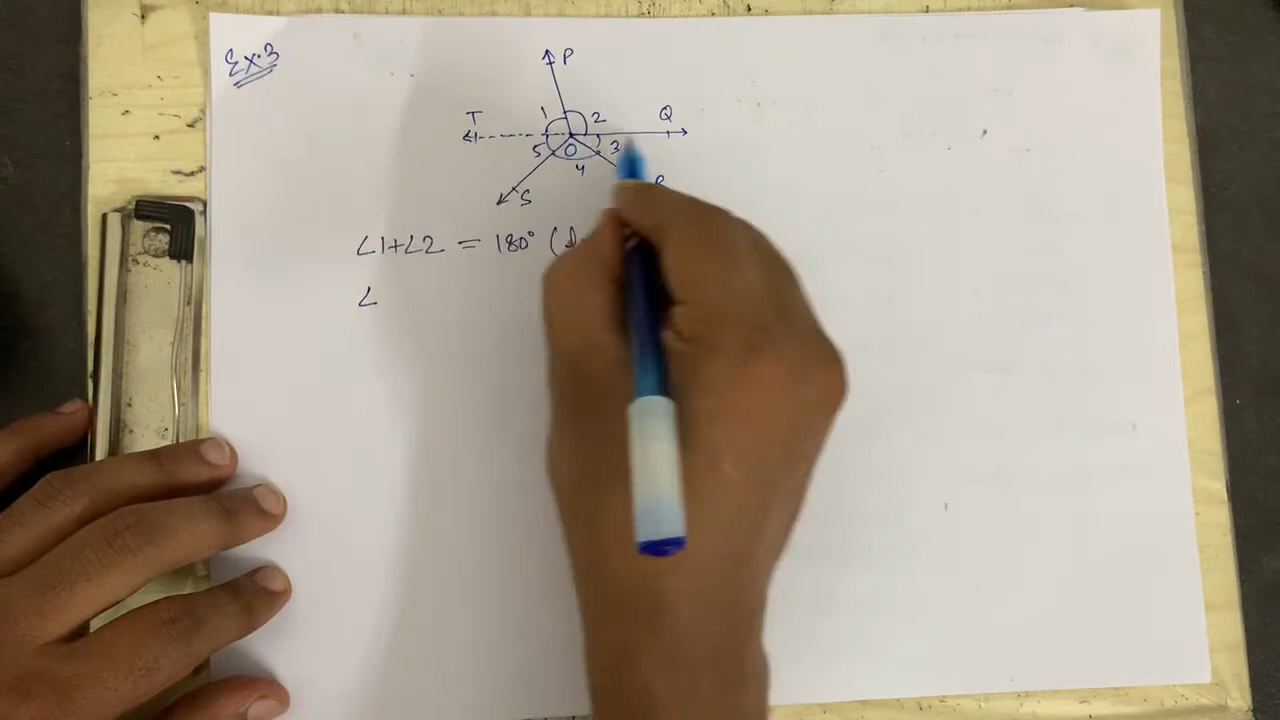 Ex.3
P
T 1 2 Q
5 O 3
4
S
∠1+∠2 = 180° (
∠